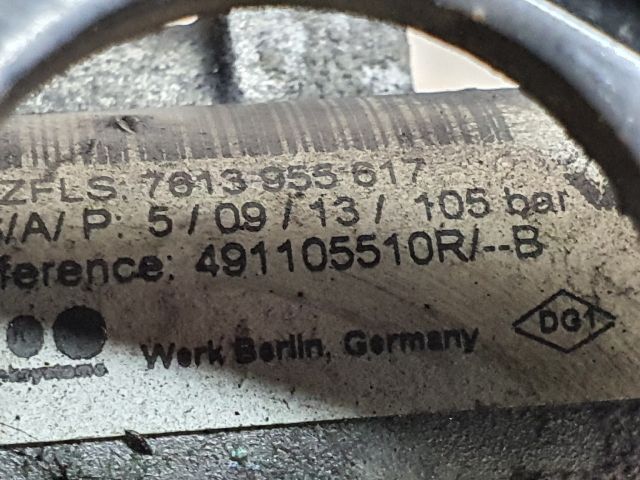 ZFLS: 7613 955 617
/A/ P: 5 / 09 / 13 / 105 bar
ference: 491105510R/--B
Werk Berlin, Germany
DG1